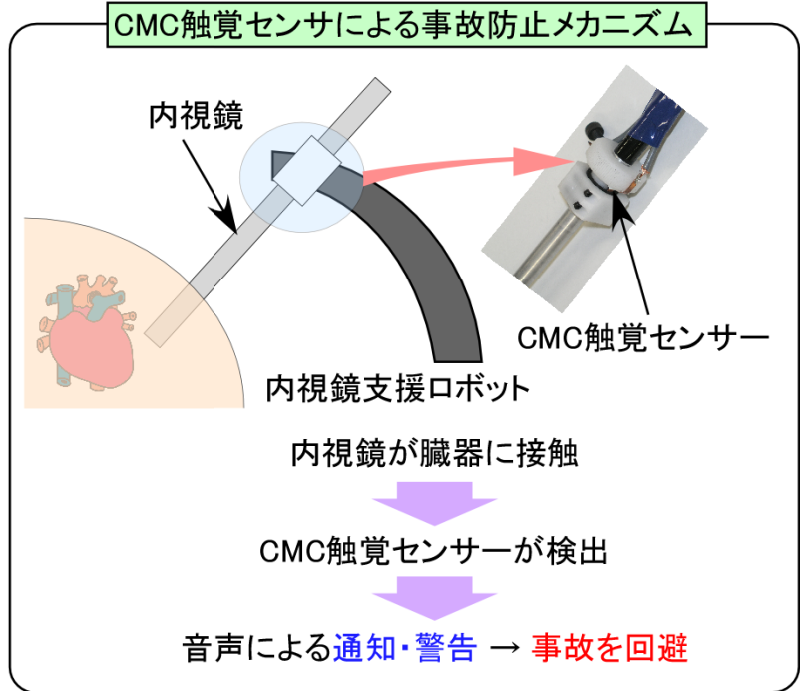 CMC触覚センサによる事故防止メカニズム
内視鏡
CMC触覚センサー
内視鏡支援ロボット
内視鏡が臓器に接触
CMC触覚センサーが検出
音声による通知・警告 → 事故を回避